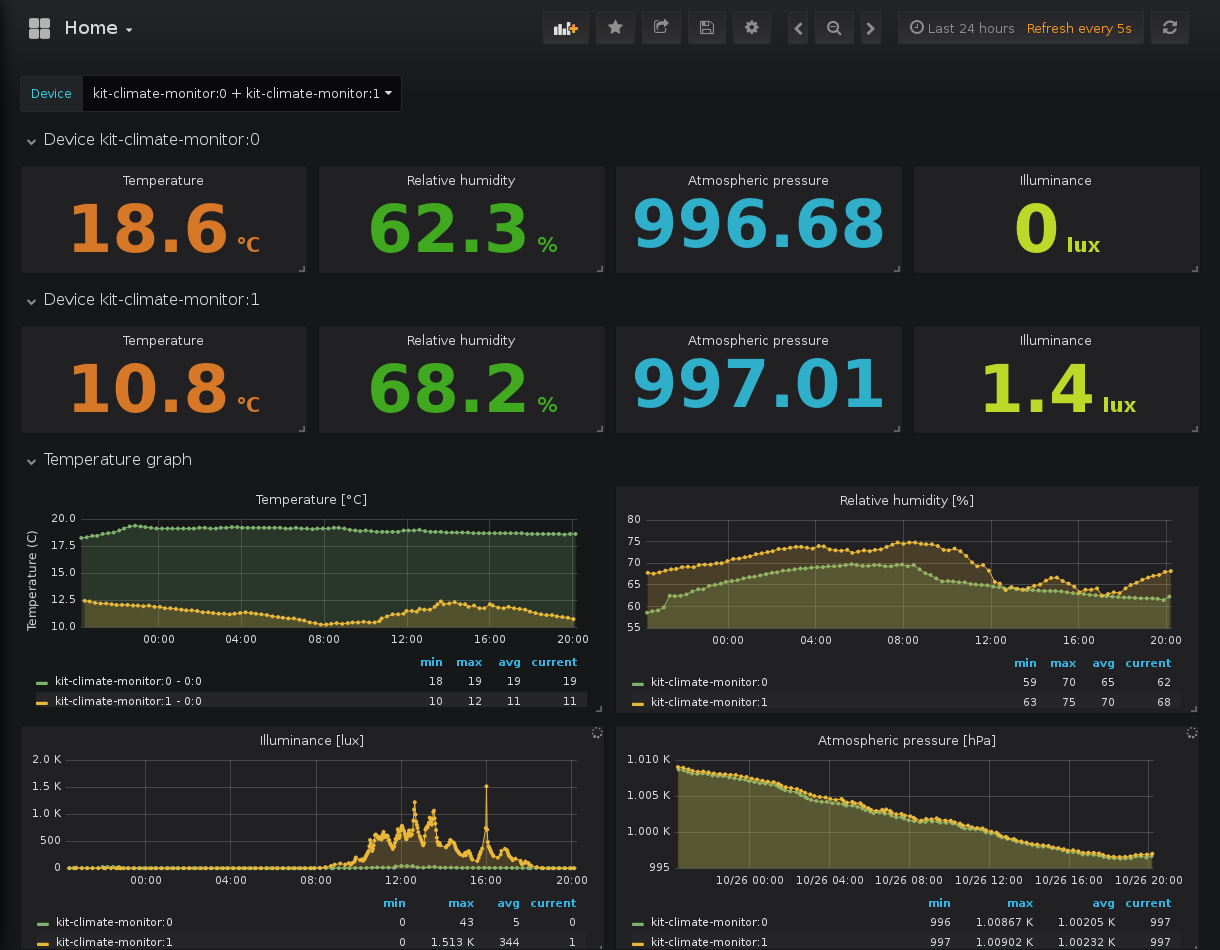 Home
Last 24 hours Refresh every 5s
Device kit-climate-monitor:0 + kit-climate-monitor:1
Device kit-climate-monitor:0
Temperature Relative humidity Atmospheric pressure Illuminance
18.6 °C 62.3 % 996.68 0 lux
Device kit-climate-monitor:1
Temperature Relative humidity Atmospheric pressure Illuminance
10.8 °C 68.2 % 997.01 1.4 lux
Temperature graph
Temperature [°C]
Temperature (C)
20.0
17.5
15.0
12.5
10.0
00:00 04:00 08:00 12:00 16:00 20:00
min max avg current
kit-climate-monitor:0 - 0:0 18 19 19 19
kit-climate-monitor:1 - 0:0 10 12 11 11
Relative humidity [%]
80
75
70
65
60
55
00:00 04:00 08:00 12:00 16:00 20:00
min max avg current
kit-climate-monitor:0 59 70 65 62
kit-climate-monitor:1 63 75 70 68
Illuminance [lux]
2.0 K
1.5 K
1.0 K
500
0
00:00 04:00 08:00 12:00 16:00 20:00
min max avg current
kit-climate-monitor:0 0 43 5 0
kit-climate-monitor:1 0 1.513 K 344 1
Atmospheric pressure [hPa]
1.010 K
1.005 K
1.000 K
995
10/26 00:00 10/26 04:00 10/26 08:00 10/26 12:00 10/26 16:00 10/26 20:00
min max avg current
kit-climate-monitor:0 996 1.00867 K 1.00205 K 997
kit-climate-monitor:1 997 1.00902 K 1.00232 K 997